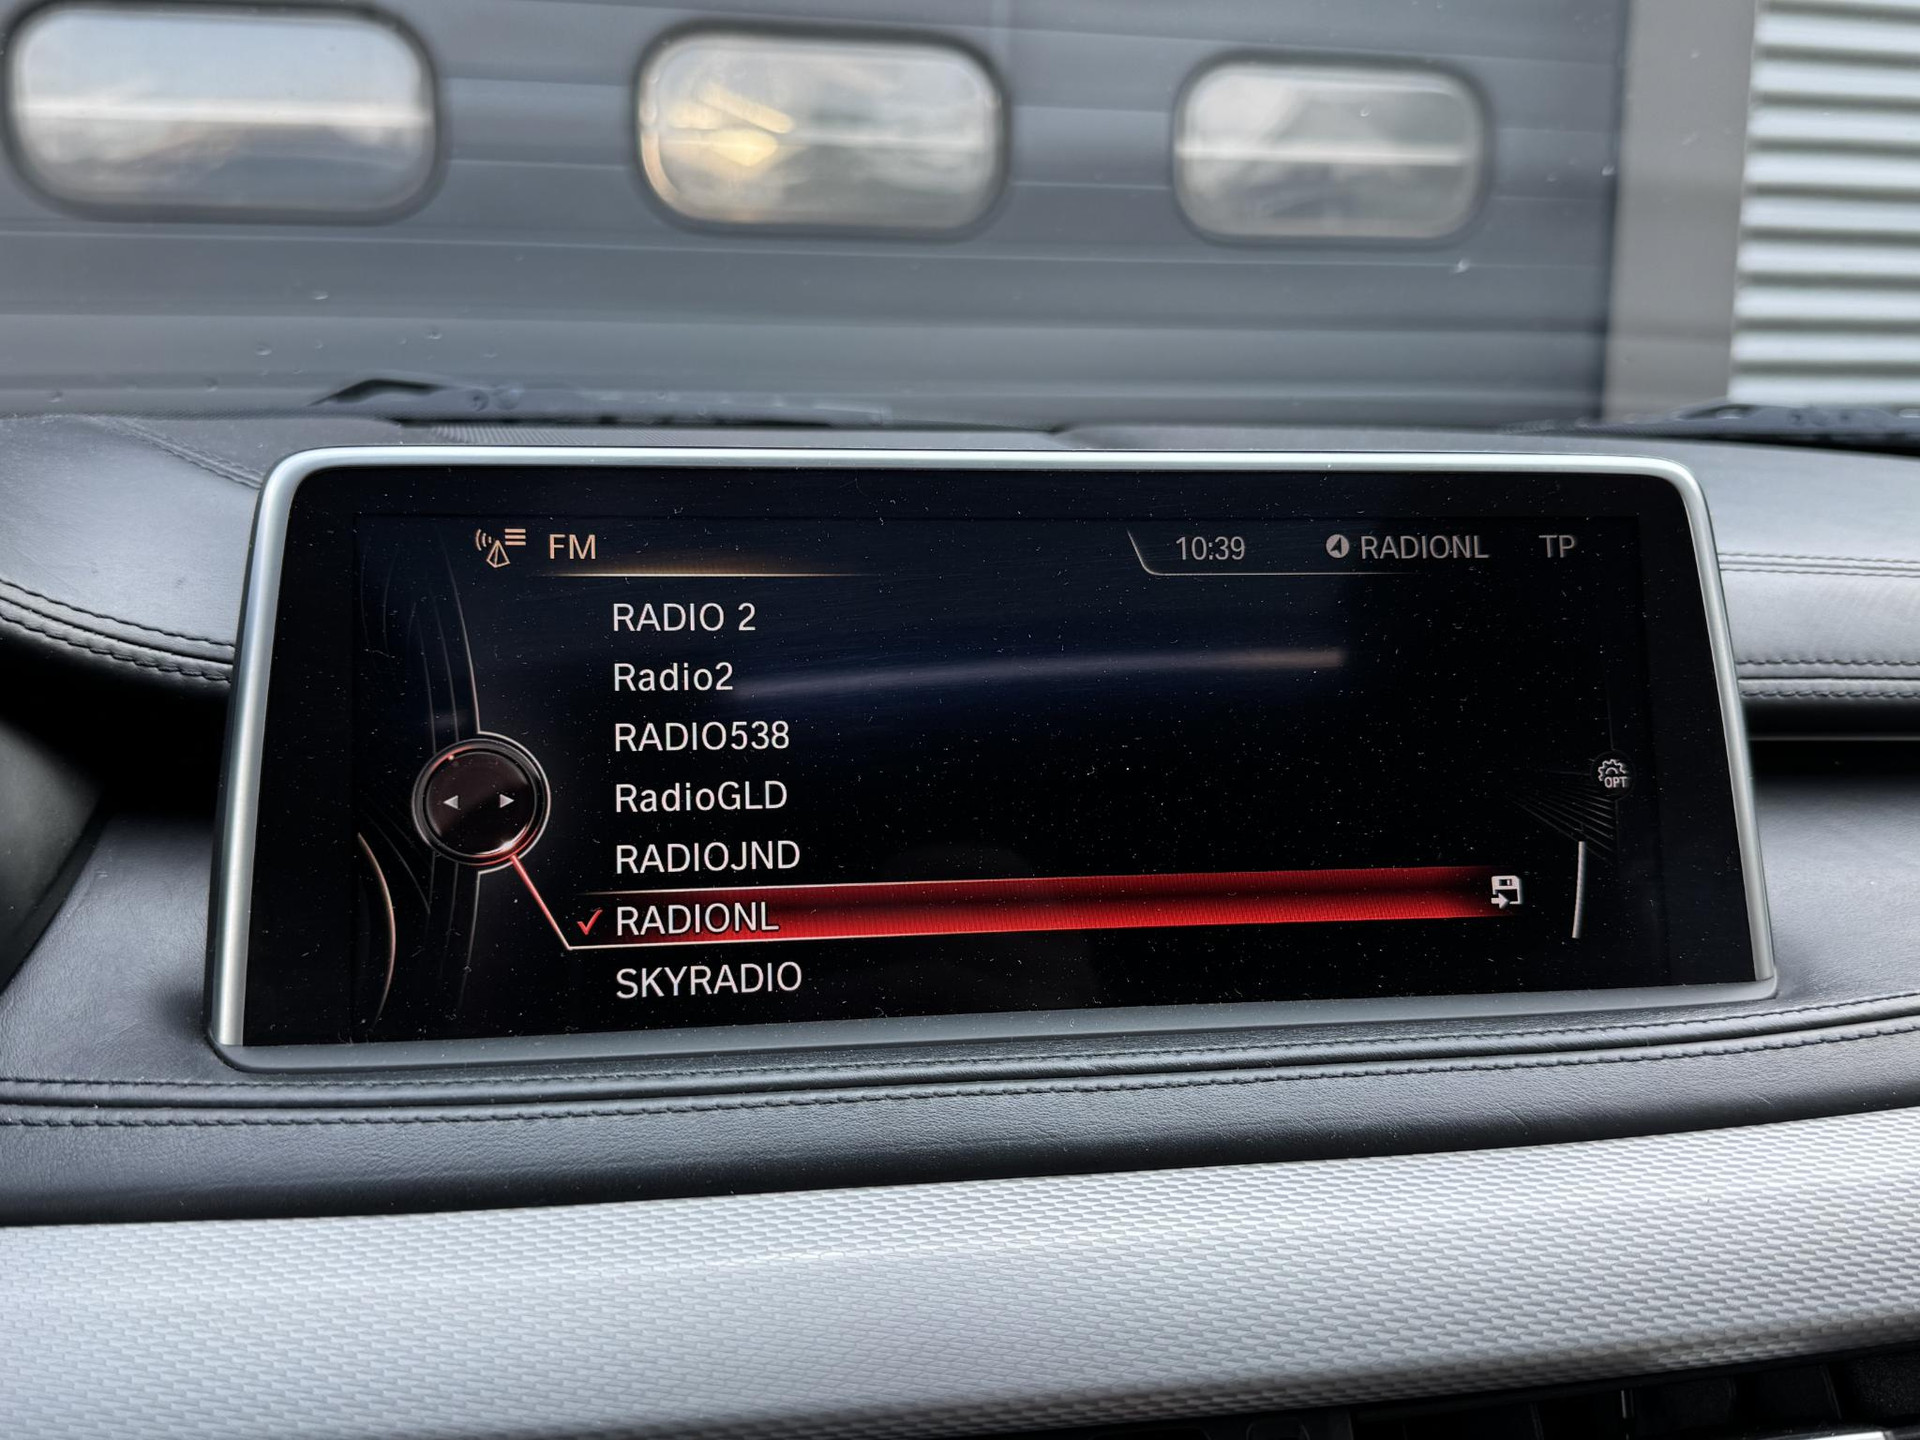 FM
10:39 RADIONL TP
RADIO 2
Radio2
RADIO538
RadioGLD
RADIOJND
RADIONL
SKYRADIO
OPT